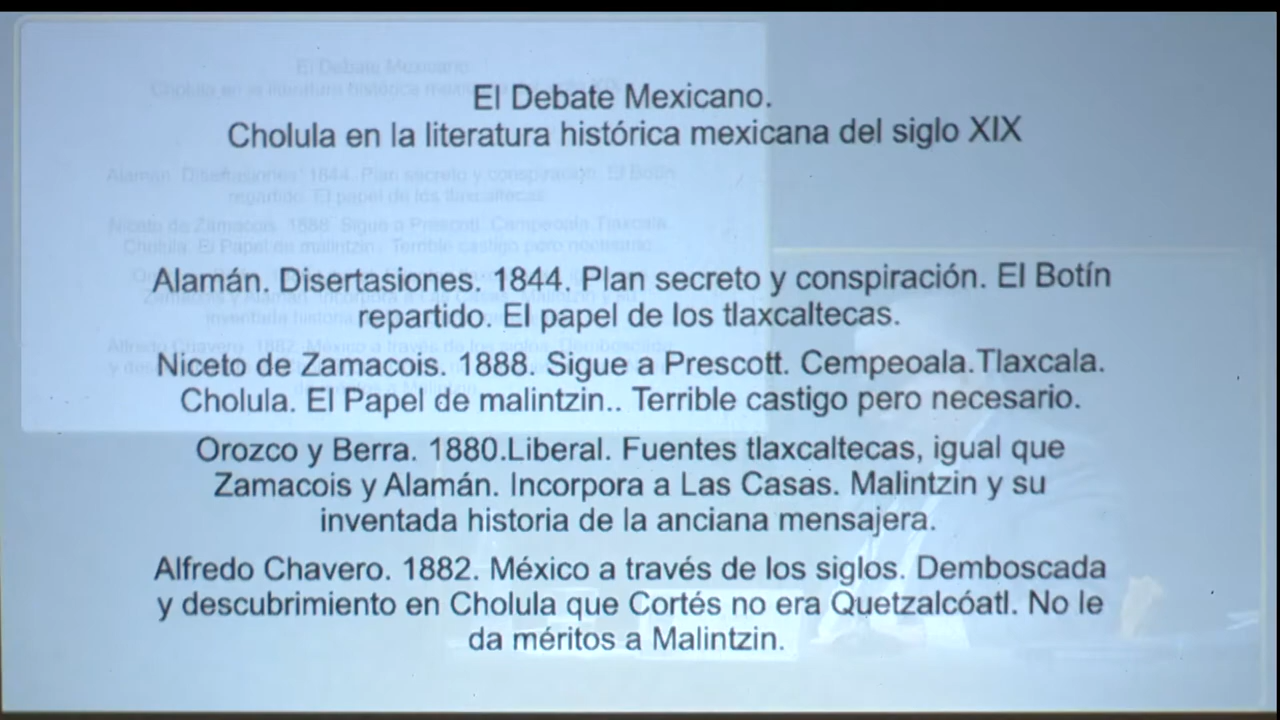 El Debate Mexicano.
Cholula en la literatura histórica mexicana del siglo XIX
Alamán. Disertasiones. 1844. Plan secreto y conspiración. El Botín
repartido. El papel de los tlaxcaltecas.
Niceto de Zamacois. 1888. Sigue a Prescott. Cempeoala.Tlaxcala.
Cholula. El Papel de malintzin.. Terrible castigo pero necesario.
Orozco y Berra. 1880.Liberal. Fuentes tlaxcaltecas, igual que
Zamacois y Alamán. Incorpora a Las Casas. Malintzin y su
inventada historia de la anciana mensajera.
Alfredo Chavero. 1882. México a través de los siglos. Demboscada
y descubrimiento en Cholula que Cortés no era Quetzalcóatl. No le
da méritos a Malintzin.